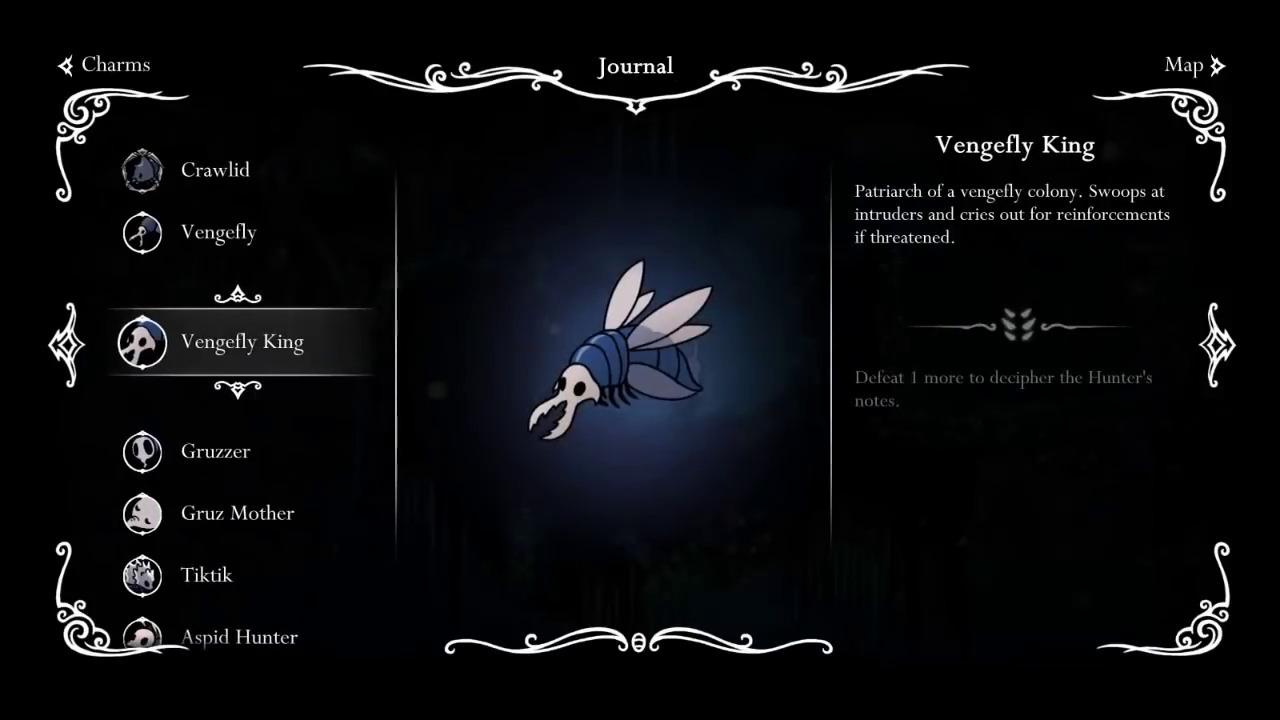 Charms
Journal
Map
Crawlid
Vengefly
Vengefly King
Gruzzer
Gruz Mother
Tiktik
Aspid Hunter
Vengefly King
Patriarch of a vengefly colony. Swoops at
intruders and cries out for reinforcements
if threatened.
Defeat 1 more to decipher the Hunter's
notes.